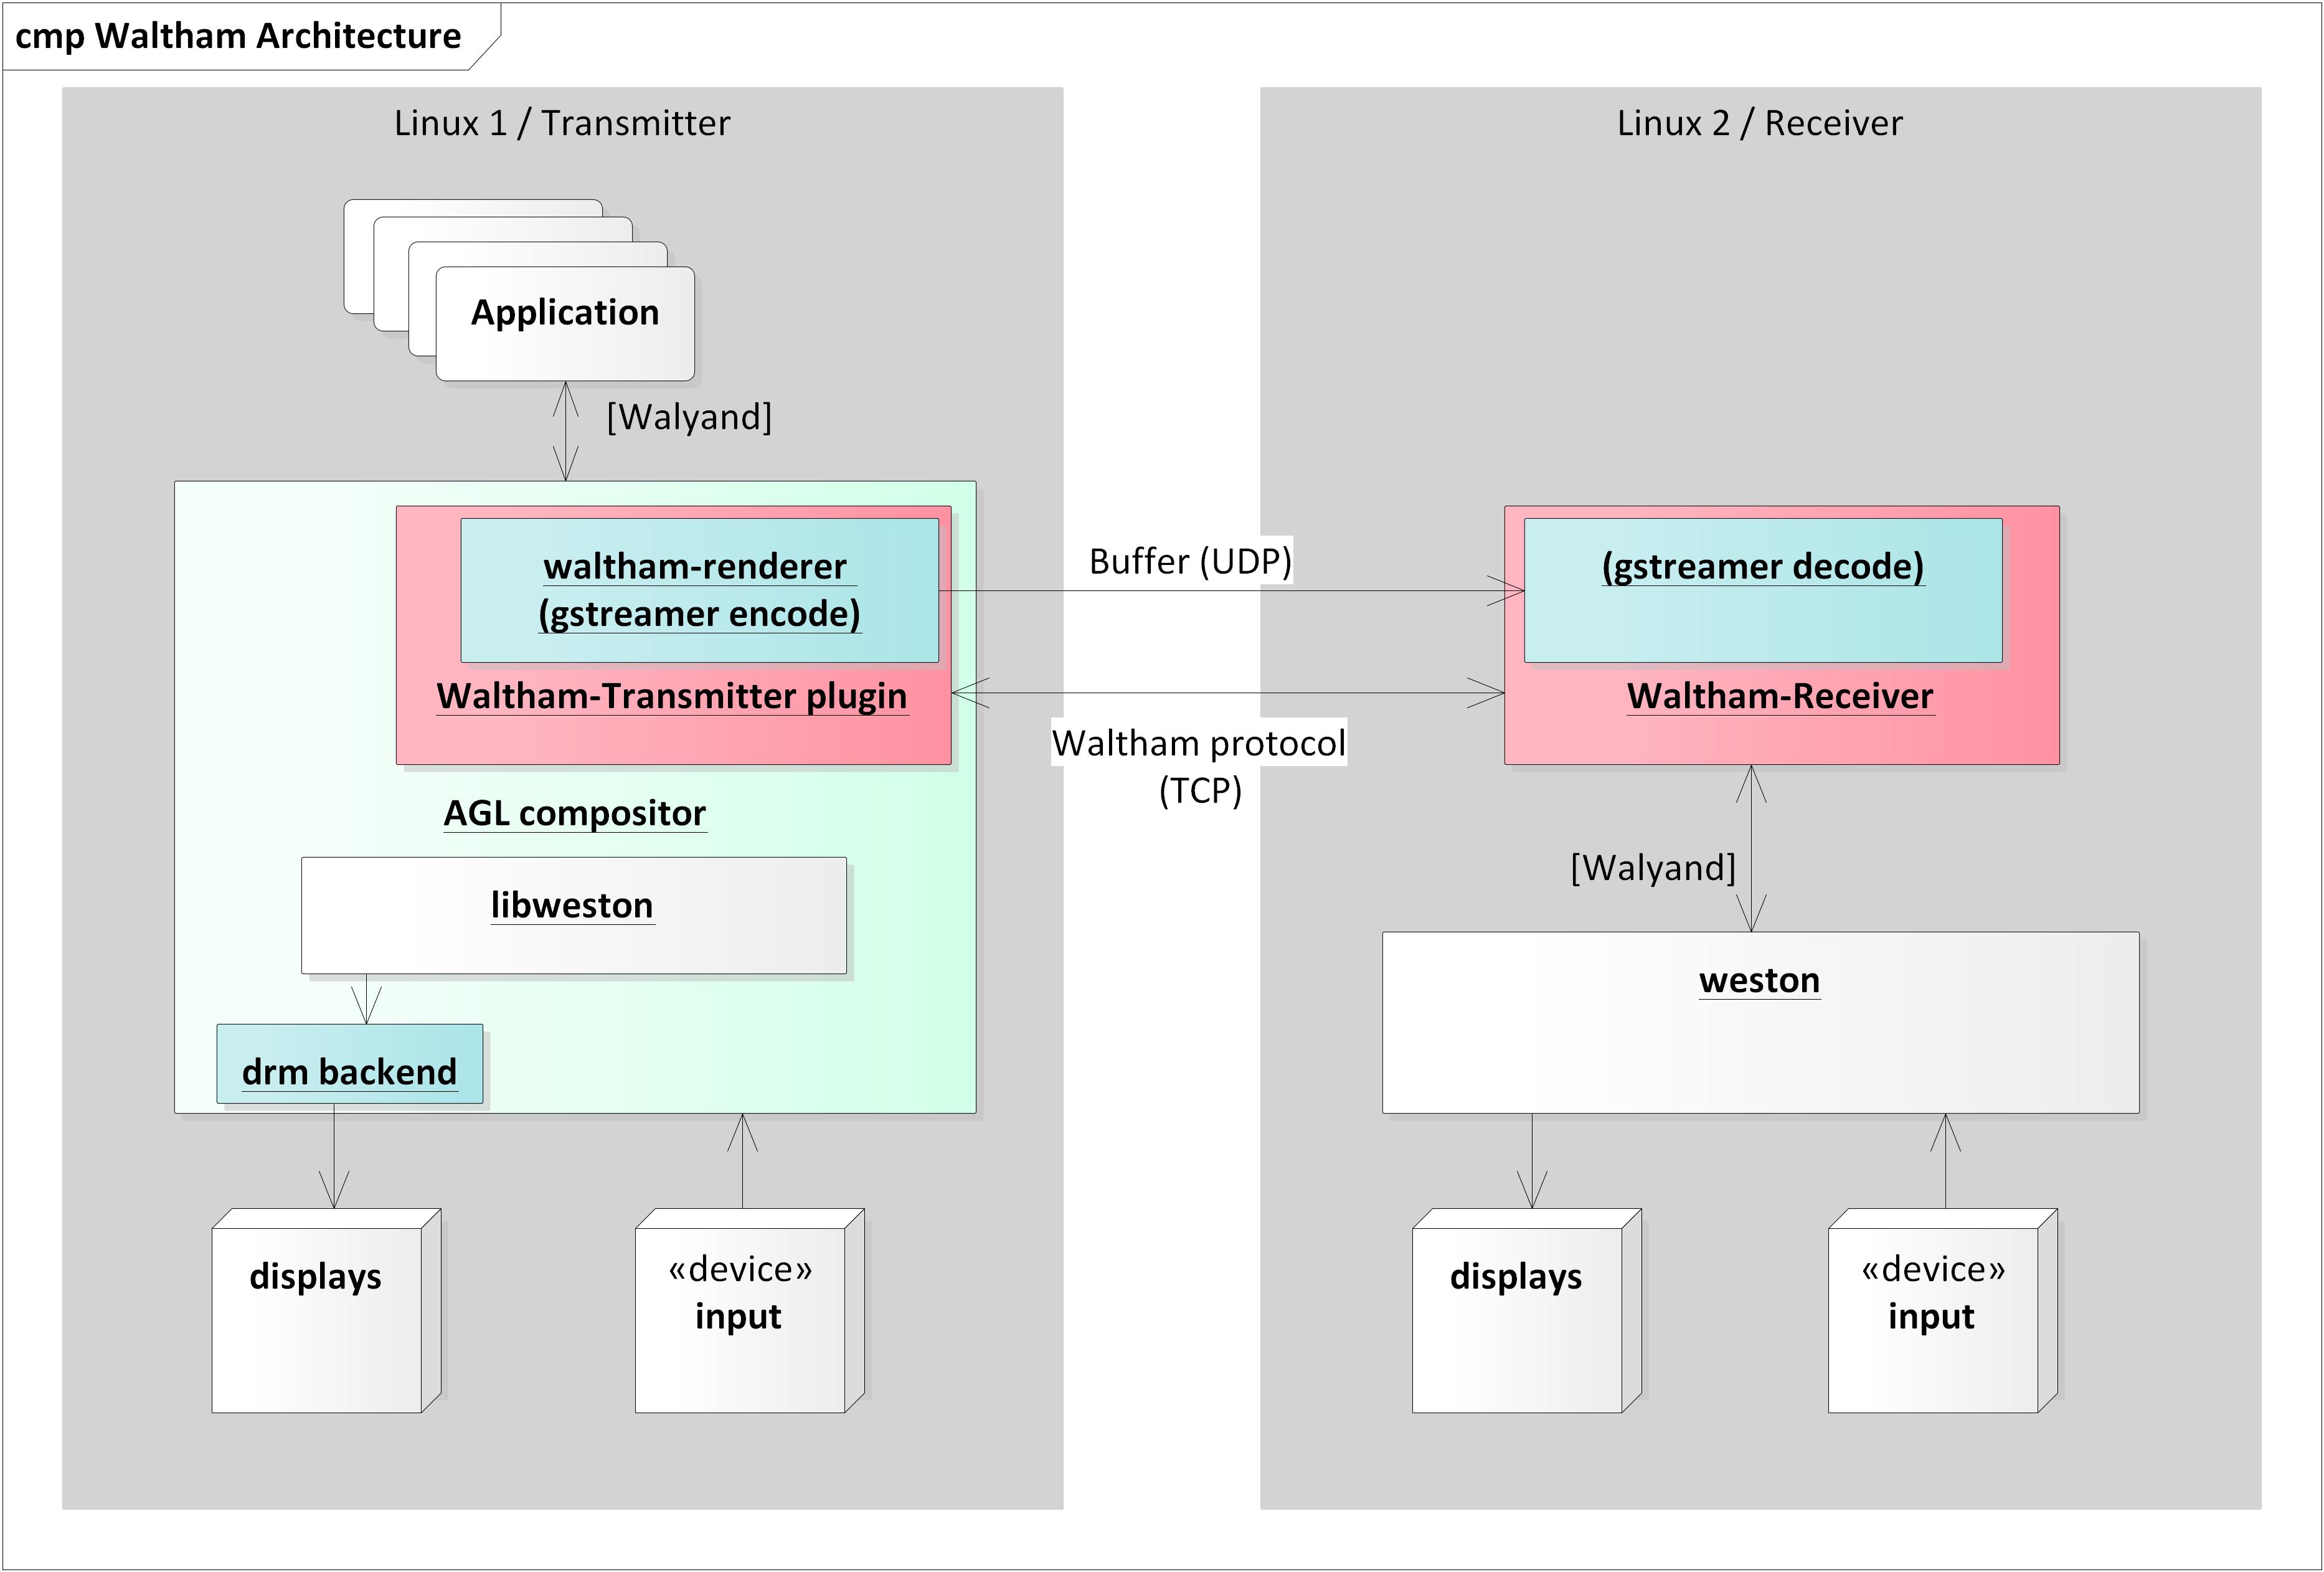 cmp Waltham Architecture
Linux 1 / Transmitter
Application
[Walyand]
waltham-renderer
(gstreamer encode)
Waltham-Transmitter plugin
AGL compositor
libweston
drm backend
displays
«device»
input
Buffer (UDP)
Waltham protocol
(TCP)
Linux 2 / Receiver
(gstreamer decode)
Waltham-Receiver
[Walyand]
weston
displays
«device»
input